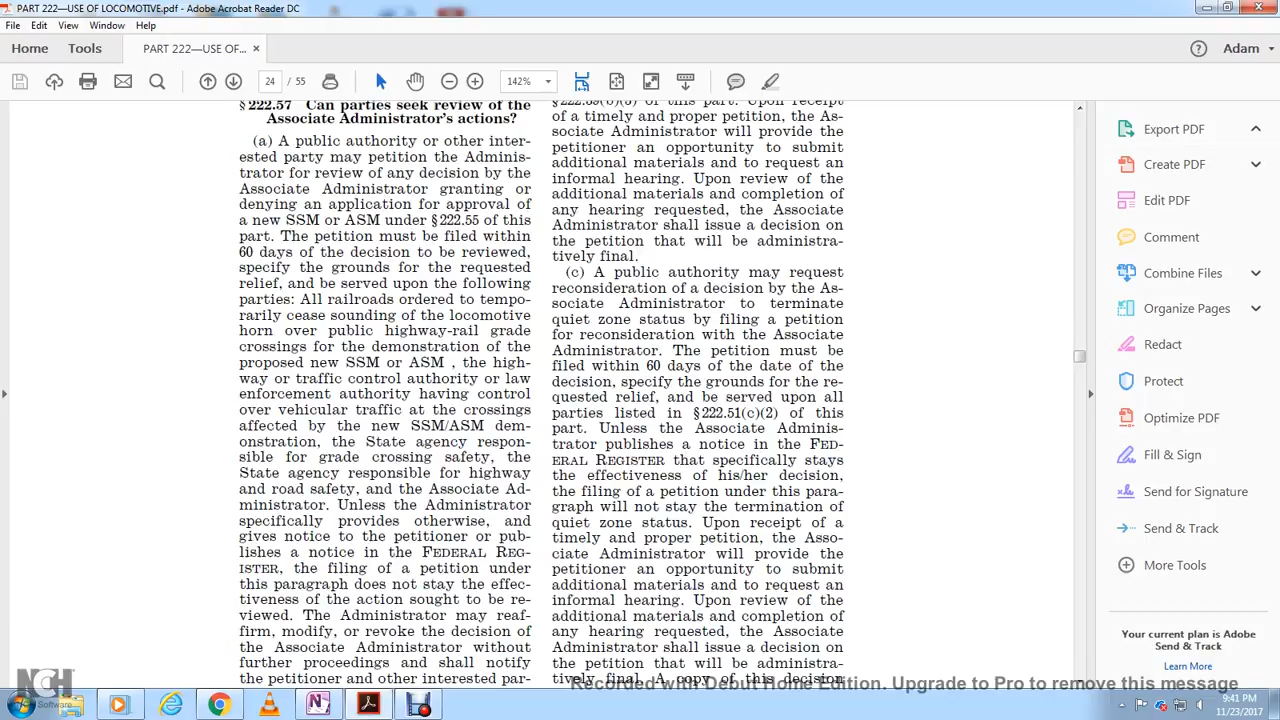 PART 222—USE OF LOCOMOTIVE.pdf - Adobe Acrobat Reader DC
File Edit View Window Help
Home Tools PART 222—USE OF... × Adam
24 / 55 142%
§ 222.57 Can parties seek review of the
Associate Administrator's actions?
(a) A public authority or other inter-
ested party may petition the Adminis-
trator for review of any decision by the
Associate Administrator granting or
denying an application for approval of
a new SSM or ASM under § 222.55 of this
part. The petition must be filed within
60 days of the decision to be reviewed,
specify the grounds for the requested
relief, and be served upon the following
parties: All railroads ordered to tempo-
rarily cease sounding of the locomotive
horn over public highway-rail grade
crossings for the demonstration of the
proposed new SSM or ASM , the high-
way or traffic control authority or law
enforcement authority having control
over vehicular traffic at the crossings
affected by the new SSM/ASM dem-
onstration, the State agency respon-
sible for grade crossing safety, the
State agency responsible for highway
and road safety, and the Associate Ad-
ministrator. Unless the Administrator
specifically provides otherwise, and
gives notice to the petitioner or pub-
lishes a notice in the FEDERAL REG-
ISTER, the filing of a petition under
this paragraph does not stay the effec-
tiveness of the action sought to be re-
viewed. The Administrator may reaf-
firm, modify, or revoke the decision of
the Associate Administrator without
further proceedings and shall notify
the petitioner and other interested par-
§ 222.39(b)(3) of this part. Upon receipt
of a timely and proper petition, the As-
sociate Administrator will provide the
petitioner an opportunity to submit
additional materials and to request an
informal hearing. Upon review of the
additional materials and completion of
any hearing requested, the Associate
Administrator shall issue a decision on
the petition that will be administra-
tively final.
(c) A public authority may request
reconsideration of a decision by the As-
sociate Administrator to terminate
quiet zone status by filing a petition
for reconsideration with the Associate
Administrator. The petition must be
filed within 60 days of the date of the
decision, specify the grounds for the re-
quested relief, and be served upon all
parties listed in § 222.51(c)(2) of this
part. Unless the Associate Adminis-
trator publishes a notice in the FED-
ERAL REGISTER that specifically stays
the effectiveness of his/her decision,
the filing of a petition under this para-
graph will not stay the termination of
quiet zone status. Upon receipt of a
timely and proper petition, the Asso-
ciate Administrator will provide the
petitioner an opportunity to submit
additional materials and to request an
informal hearing. Upon review of the
additional materials and completion of
any hearing requested, the Associate
Administrator shall issue a decision on
the petition that will be administra-
tively final. A copy of this decision
Export PDF
Create PDF
Edit PDF
Comment
Combine Files
Organize Pages
Redact
Protect
Optimize PDF
Fill & Sign
Send for Signature
Send & Track
More Tools
Your current plan is Adobe
Send & Track
Learn More
NCH Software
Recorded with Debut Home Edition. Upgrade to Pro to remove this message
9:41 PM
11/23/2017